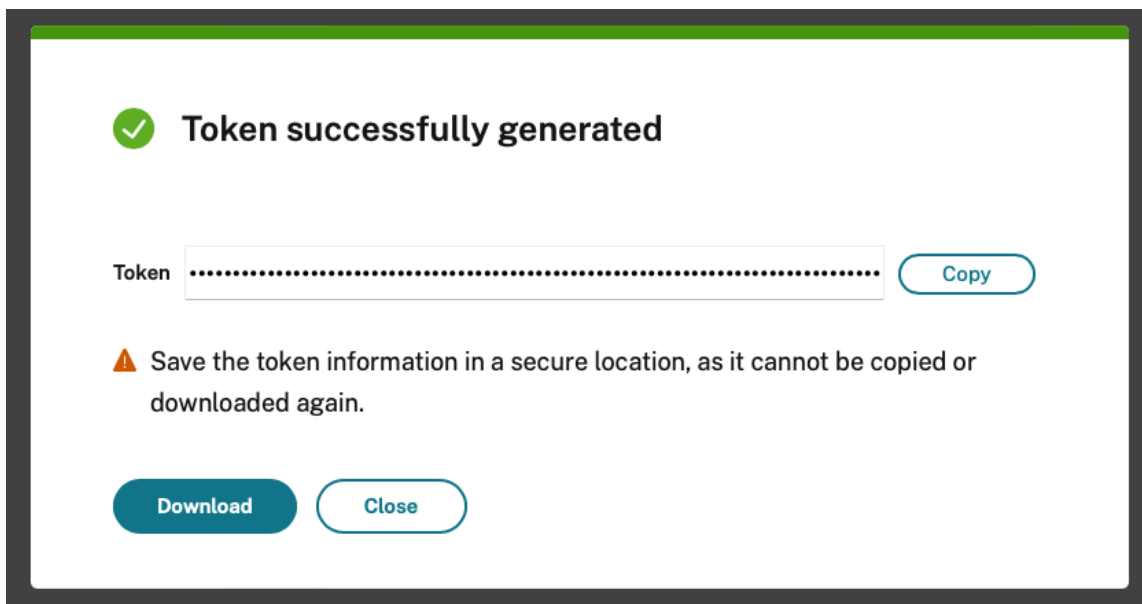 Token successfully generated
Token •••••••••••••••••••••••••••••••••••••••••••••••••••••••••••••••••••••••••••••••• Copy
Save the token information in a secure location, as it cannot be copied or
downloaded again.
Download Close